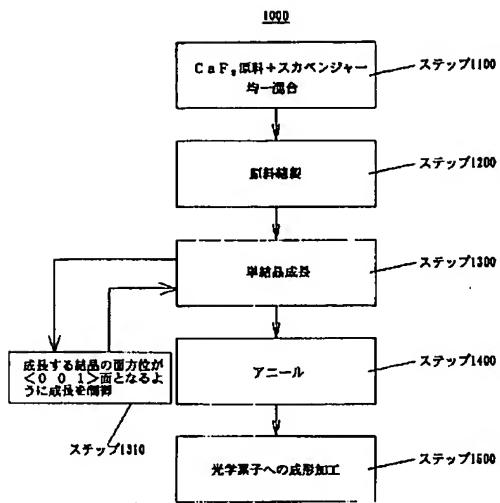 1000
CaF₂原料+スカベンジャー
均一混合
ステップ1100
原料精製
ステップ1200
単結晶成長
ステップ1300
成長する結晶の面方位が
<0 0 1>面となるよ
うに成長を制御
ステップ1310
アニール
ステップ1400
光学素子への成形加工
ステップ1500